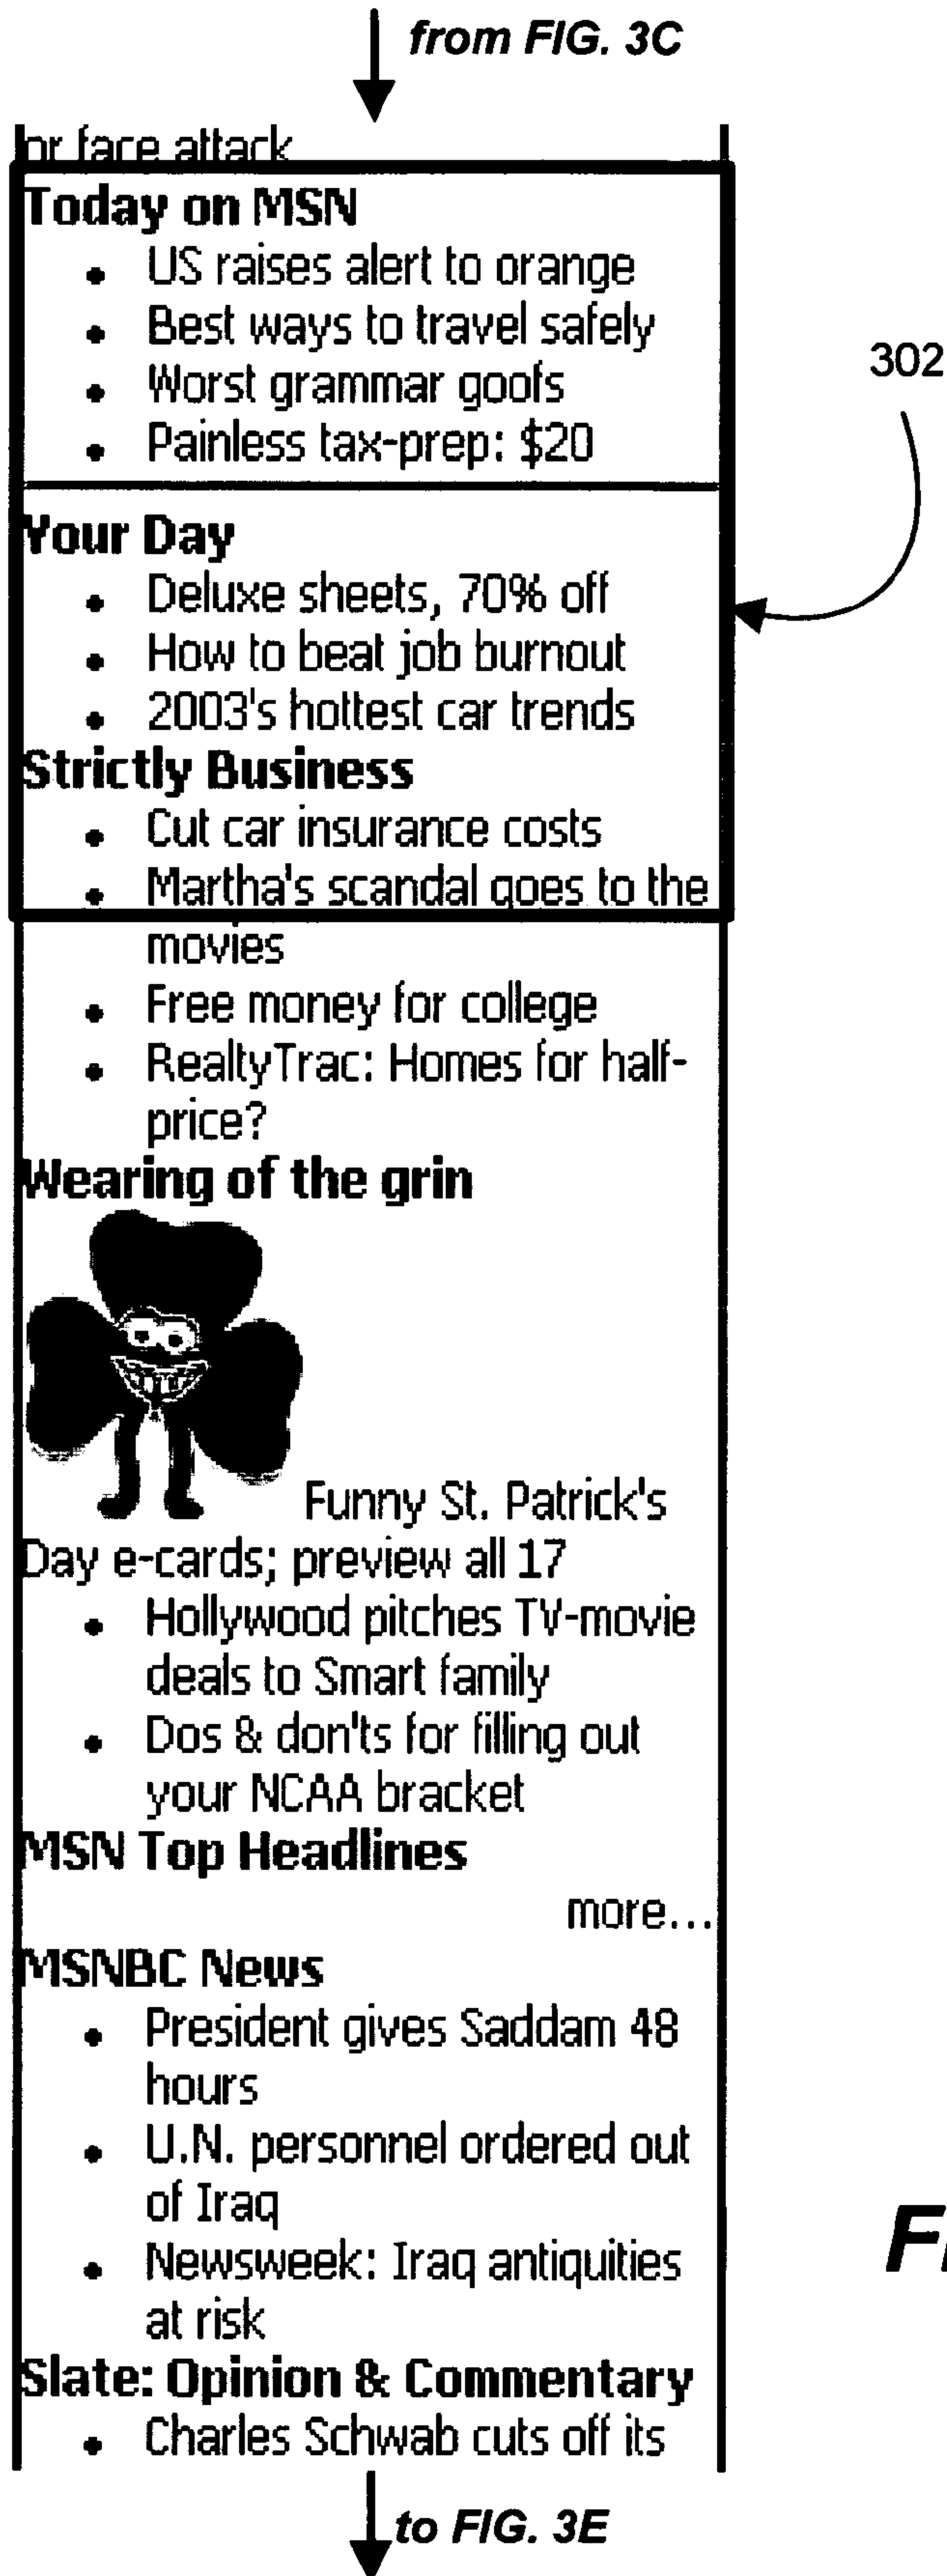 from FIG. 3C
or face attack
Today on MSN
• US raises alert to orange
• Best ways to travel safely
302
• Worst grammar goofs
• Painless tax-prep: $20
Your Day
• Deluxe sheets, 70% off
• How to beat job burnout
• 2003's hottest car trends
Strictly Business
• Cut car insurance costs
• Martha's scandal goes to the
movies
• Free money for college
• RealtyTrac: Homes for half-
price?
Wearing of the grin
Funny St. Patrick's
Day e-cards; preview all 17
• Hollywood pitches TV-movie
deals to Smart family
• Dos & don'ts for filling out
your NCAA bracket
MSN Top Headlines
more...
MSNBC News
• President gives Saddam 48
hours
• U.N. personnel ordered out
of Iraq
• Newsweek: Iraq antiquities
at risk
Slate: Opinion & Commentary
• Charles Schwab cuts off its
to FIG. 3E